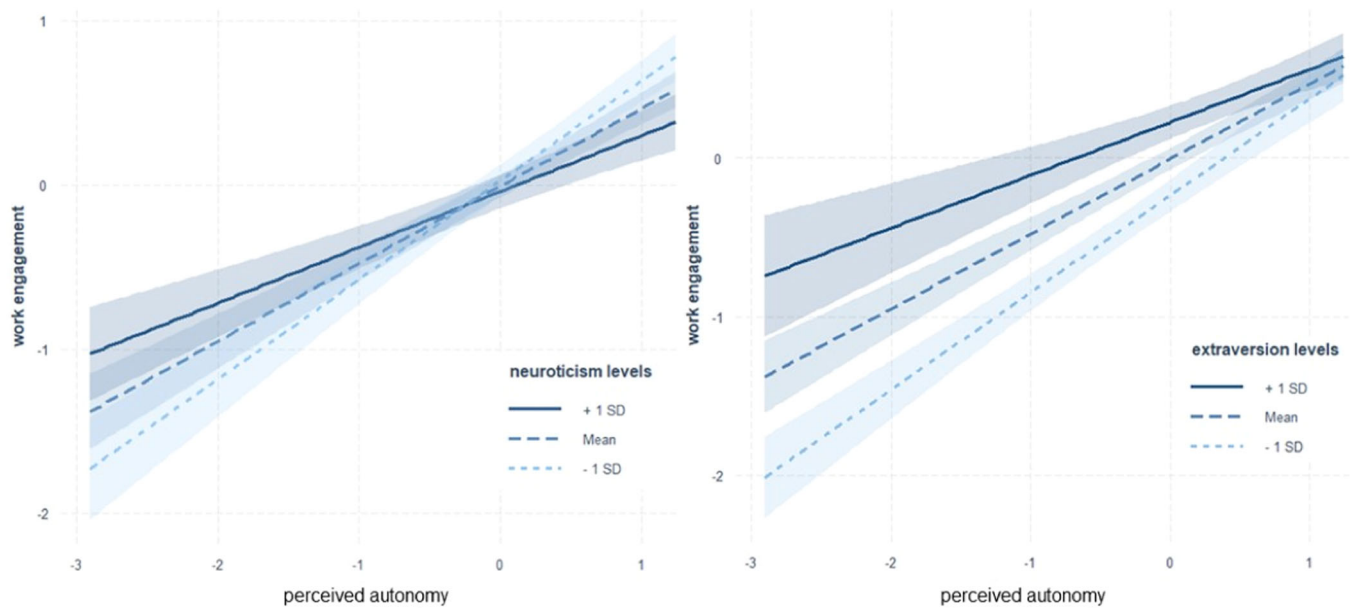 1
0
-1
-2
work engagement
neuroticism levels
+ 1 SD
Mean
- 1 SD
-3
-2
-1
0
1
perceived autonomy
0
-1
-2
work engagement
extraversion levels
+ 1 SD
Mean
- 1 SD
-3
-2
-1
0
1
perceived autonomy